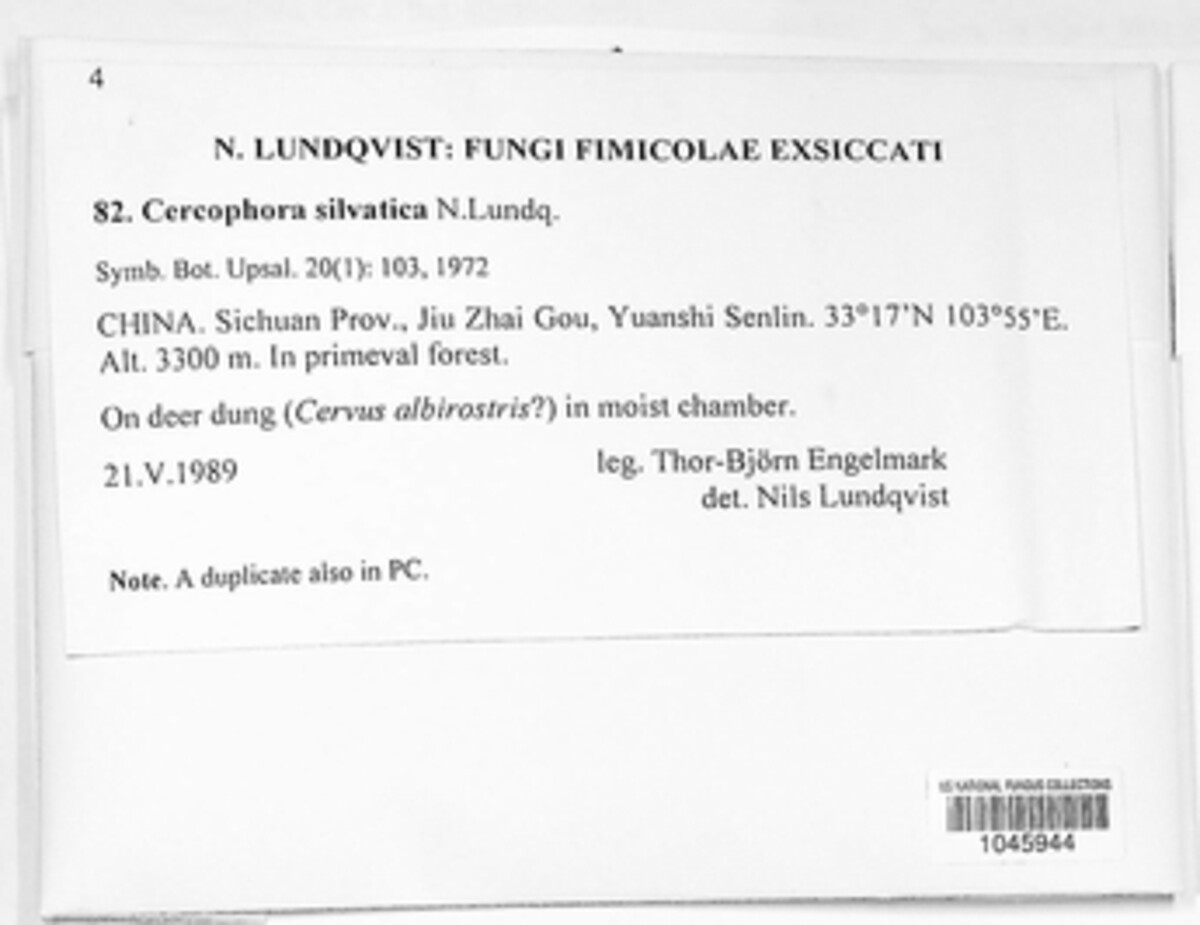 4
N. LUNDQVIST: FUNGI FIMICOLAE EXSICCATI
82. Cercophora silvatica N.Lundq.
Symb. Bot. Upsal. 20(1): 103, 1972
CHINA. Sichuan Prov., Jiu Zhai Gou, Yuanshi Senlin. 33°17'N 103°55'E.
Alt. 3300 m. In primeval forest.
On deer dung (Cervus albirostris?) in moist chamber.
21.V.1989
leg. Thor-Björn Engelmark
det. Nils Lundqvist
Note. A duplicate also in PC.
US NATIONAL FUNGUS COLLECTIONS
1045944